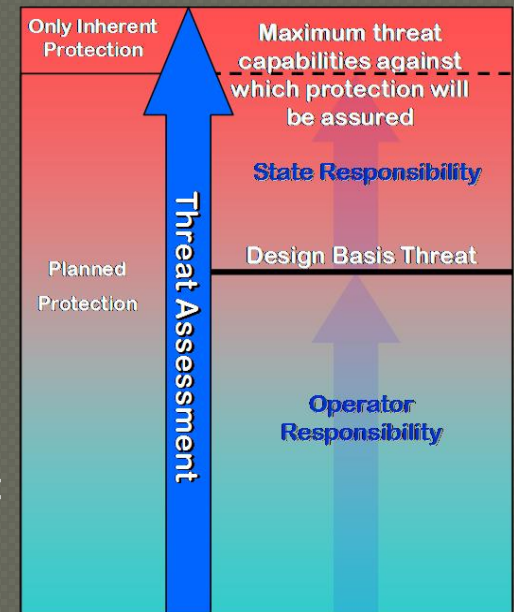 Only Inherent
Protection
Maximum threat
capabilities against
which protection will
be assured
State Responsibility
Threat Assessment
Design Basis Threat
Planned
Protection
Operator
Responsibility